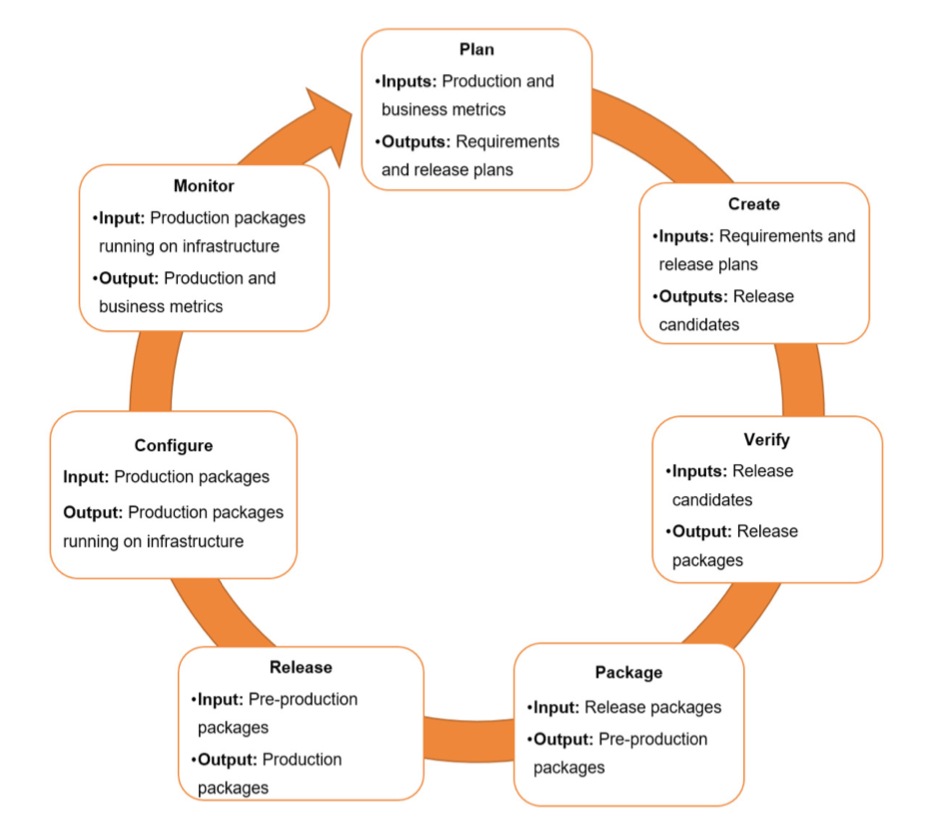 Plan
•Inputs: Production and
business metrics
•Outputs: Requirements
and release plans
Create
•Inputs: Requirements and
release plans
•Outputs: Release
candidates
Verify
•Inputs: Release
candidates
•Output: Release
packages
Package
•Input: Release packages
•Output: Pre-production
packages
Release
•Input: Pre-production
packages
•Output: Production
packages
Configure
Input: Production packages
Output: Production packages
running on infrastructure
Monitor
•Input: Production packages
running on infrastructure
•Output: Production and
business metrics